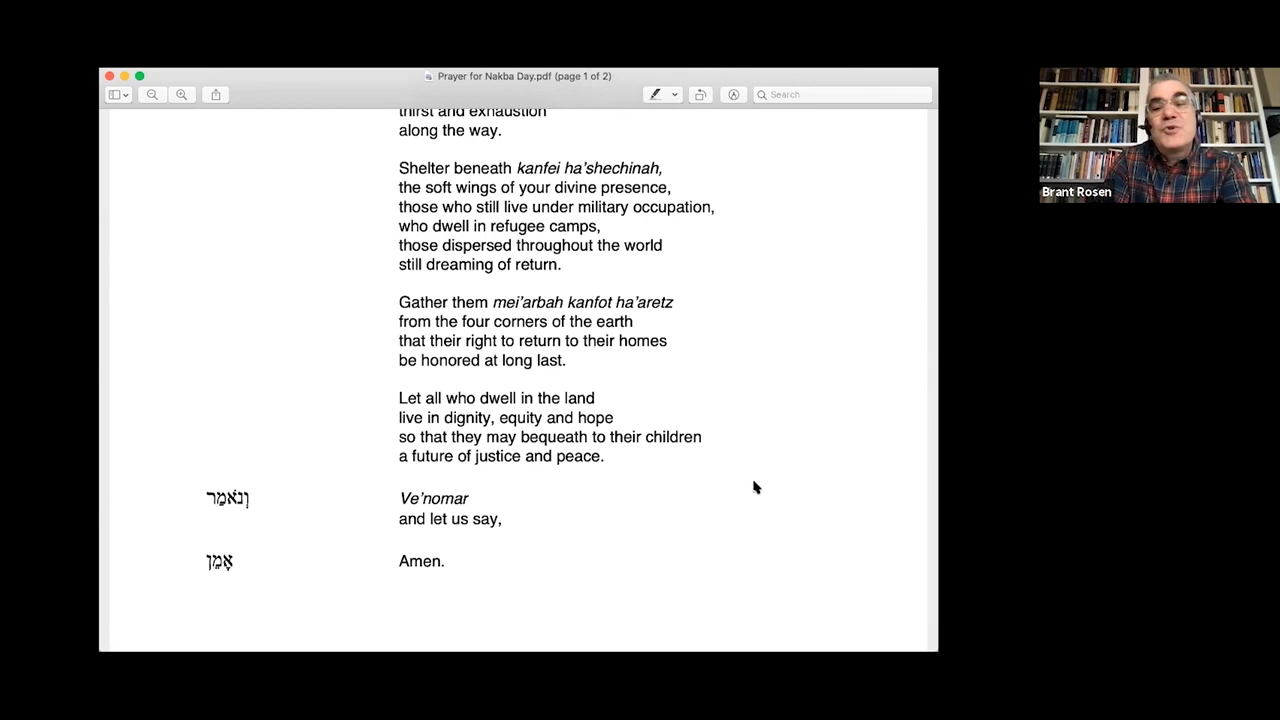 Prayer for Nakba Day.pdf (page 1 of 2)
Search
thirst and exhaustion
along the way.
Shelter beneath kanfei ha'shechinah,
the soft wings of your divine presence,
those who still live under military occupation,
who dwell in refugee camps,
those dispersed throughout the world
still dreaming of return.
Gather them mei'arbah kanfot ha'aretz
from the four corners of the earth
that their right to return to their homes
be honored at long last.
Let all who dwell in the land
live in dignity, equity and hope
so that they may bequeath to their children
a future of justice and peace.
וְנֹאמַר Ve'nomar
and let us say,
אָמֵן Amen.
Brant Rosen